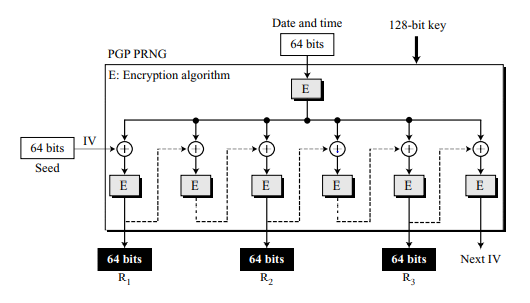 Date and time
128-bit key
64 bits
PGP PRNG
E: Encryption algorithm
E
IV
64 bits
Seed
E E E E E E
64 bits 64 bits 64 bits Next IV
R1 R2 R3